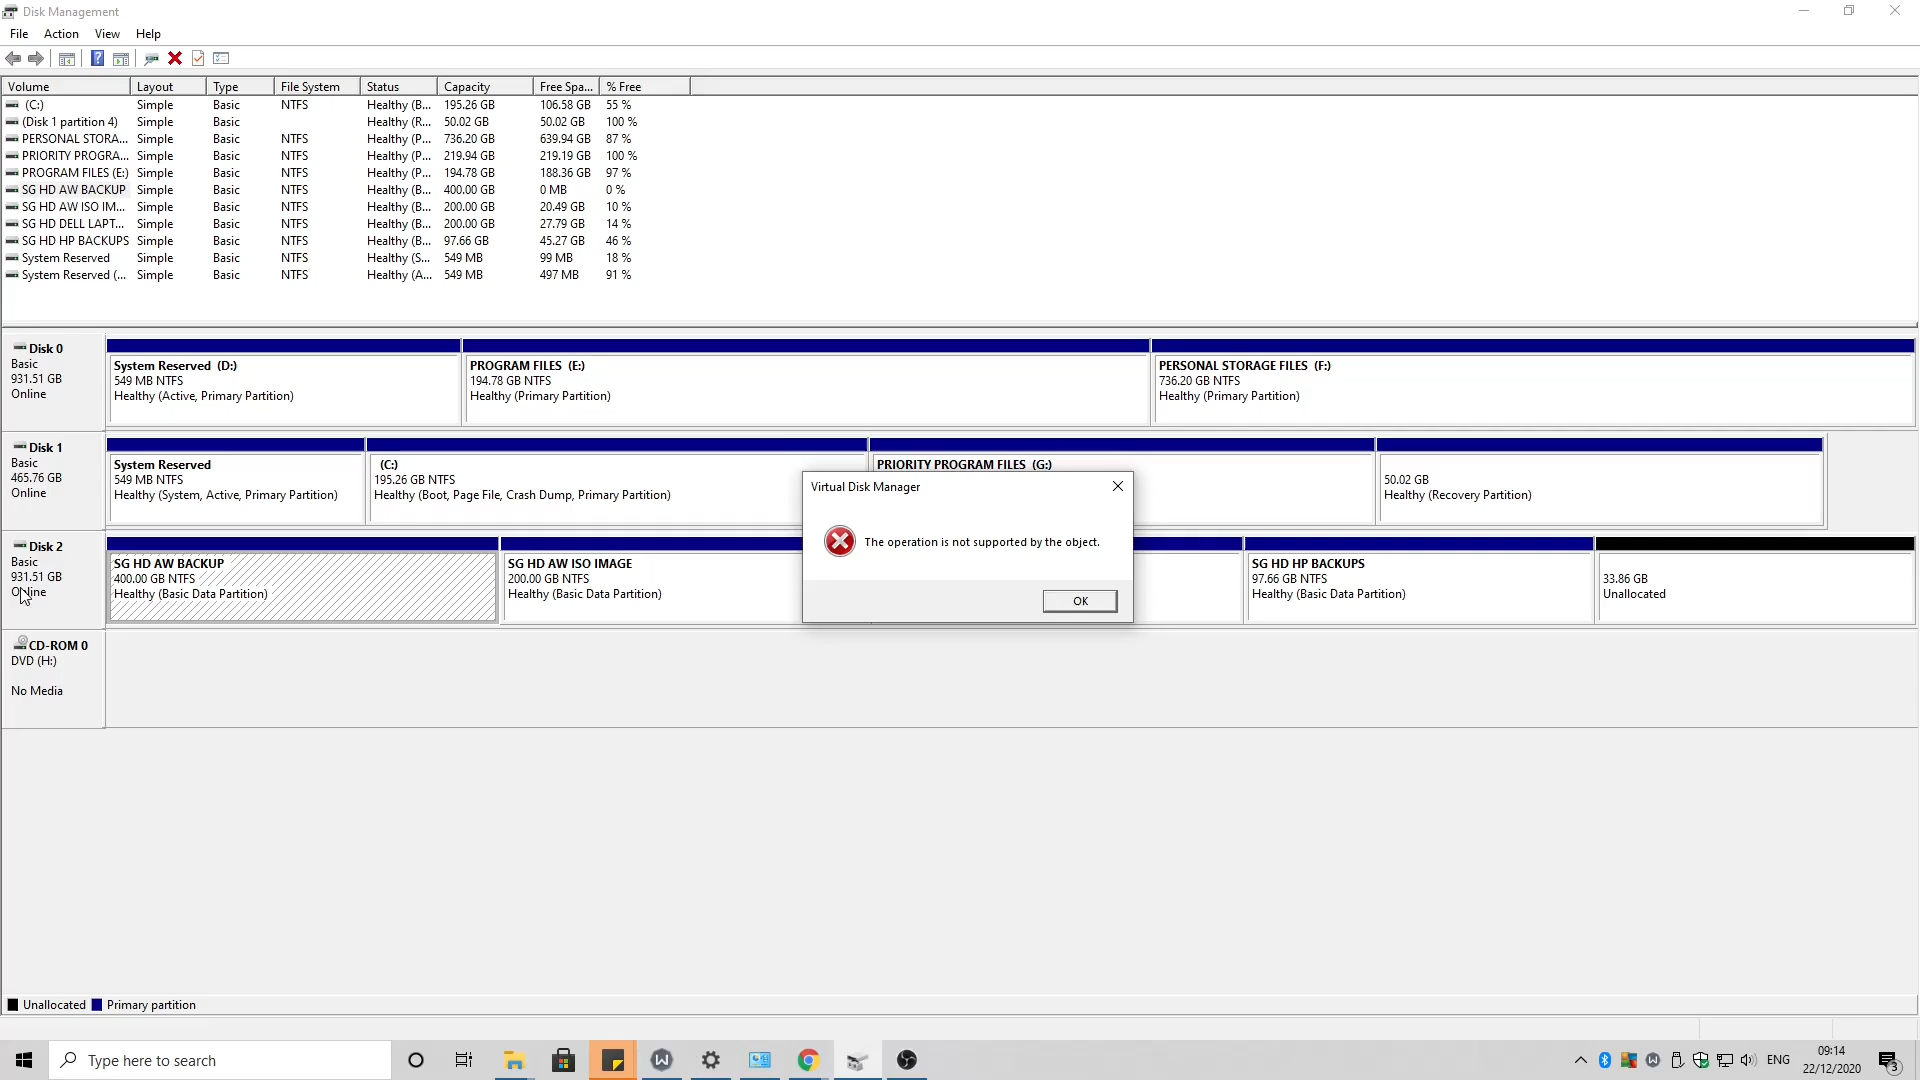 Disk Management
File Action View Help
Volume Layout Type File System Status Capacity Free Spa... % Free
(C:) Simple Basic NTFS Healthy (B... 195.26 GB 106.58 GB 55 %
(Disk 1 partition 4) Simple Basic Healthy (R... 50.02 GB 50.02 GB 100 %
PERSONAL STORA... Simple Basic NTFS Healthy (P... 736.20 GB 639.94 GB 87 %
PRIORITY PROGRA... Simple Basic NTFS Healthy (P... 219.94 GB 219.19 GB 100 %
PROGRAM FILES (E:) Simple Basic NTFS Healthy (P... 194.78 GB 188.36 GB 97 %
SG HD AW BACKUP Simple Basic NTFS Healthy (B... 400.00 GB 0 MB 0 %
SG HD AW ISO IM... Simple Basic NTFS Healthy (B... 200.00 GB 20.49 GB 10 %
SG HD DELL LAPT... Simple Basic NTFS Healthy (B... 200.00 GB 27.79 GB 14 %
SG HD HP BACKUPS Simple Basic NTFS Healthy (B... 97.66 GB 45.27 GB 46 %
System Reserved Simple Basic NTFS Healthy (S... 549 MB 99 MB 18 %
System Reserved (... Simple Basic NTFS Healthy (A... 549 MB 497 MB 91 %
Disk 0
Basic
931.51 GB
Online
System Reserved (D:)
549 MB NTFS
Healthy (Active, Primary Partition)
PROGRAM FILES (E:)
194.78 GB NTFS
Healthy (Primary Partition)
PERSONAL STORAGE FILES (F:)
736.20 GB NTFS
Healthy (Primary Partition)
Disk 1
Basic
465.76 GB
Online
System Reserved
549 MB NTFS
Healthy (System, Active, Primary Partition)
(C:)
195.26 GB NTFS
Healthy (Boot, Page File, Crash Dump, Primary Partition)
PRIORITY PROGRAM FILES (G:)
50.02 GB
Healthy (Recovery Partition)
Virtual Disk Manager
The operation is not supported by the object.
OK
Disk 2
Basic
931.51 GB
Online
SG HD AW BACKUP
400.00 GB NTFS
Healthy (Basic Data Partition)
SG HD AW ISO IMAGE
200.00 GB NTFS
Healthy (Basic Data Partition)
SG HD HP BACKUPS
97.66 GB NTFS
Healthy (Basic Data Partition)
33.86 GB
Unallocated
CD-ROM 0
DVD (H:)
No Media
Unallocated Primary partition
Type here to search
ENG
09:14
22/12/2020
3